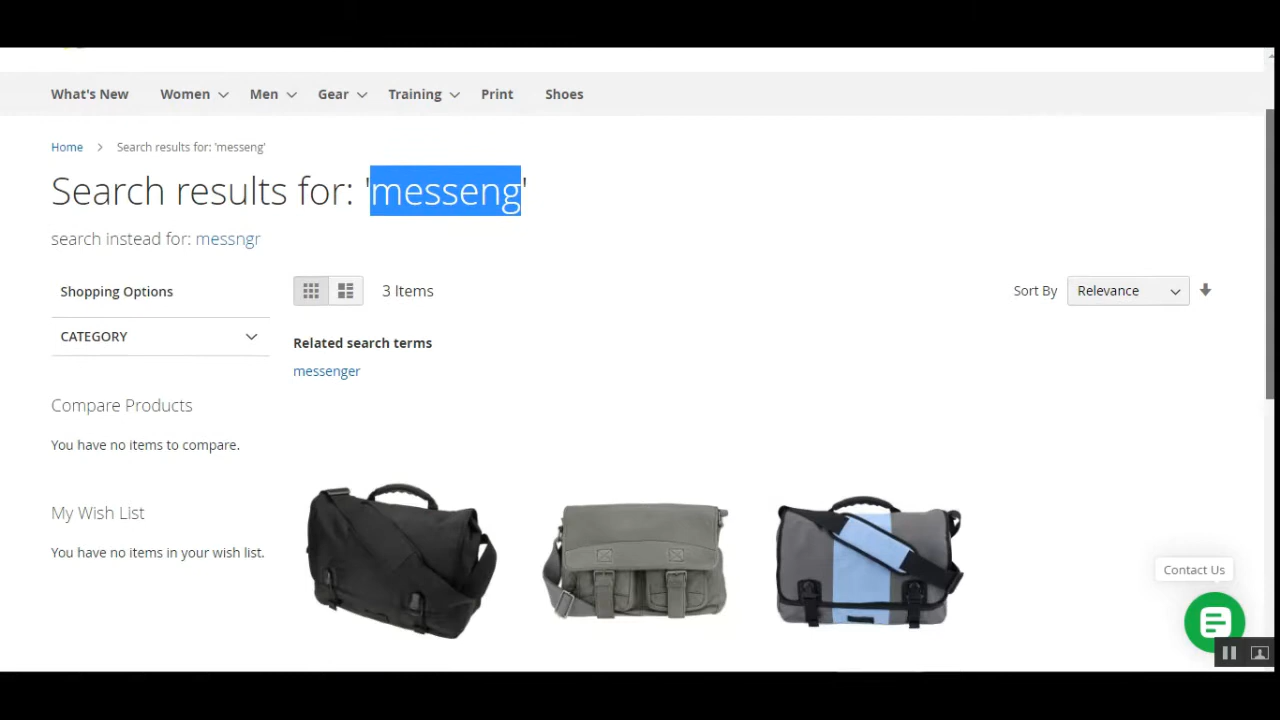 What's New Women Men Gear Training Print Shoes
Home > Search results for: 'messeng'
Search results for: 'messeng'
search instead for: messngr
Shopping Options
3 Items
Sort By Relevance
CATEGORY
Related search terms
messenger
Compare Products
You have no items to compare.
My Wish List
You have no items in your wish list.
Contact Us